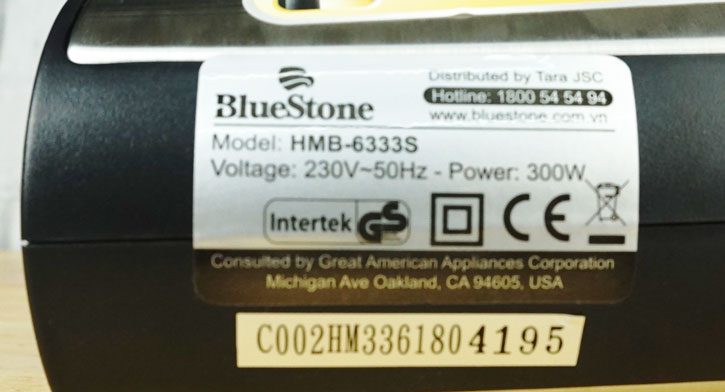 BlueStone
Distributed by Tara JSC
Hotline: 1800 54 54 94
www.bluestone.com.vn
Model: HMB-6333S
Voltage: 230V~50Hz - Power: 300W
Intertek GS CE
Consulted by Great American Appliances Corporation
Michigan Ave Oakland, CA 94605, USA
C002HM3361804195